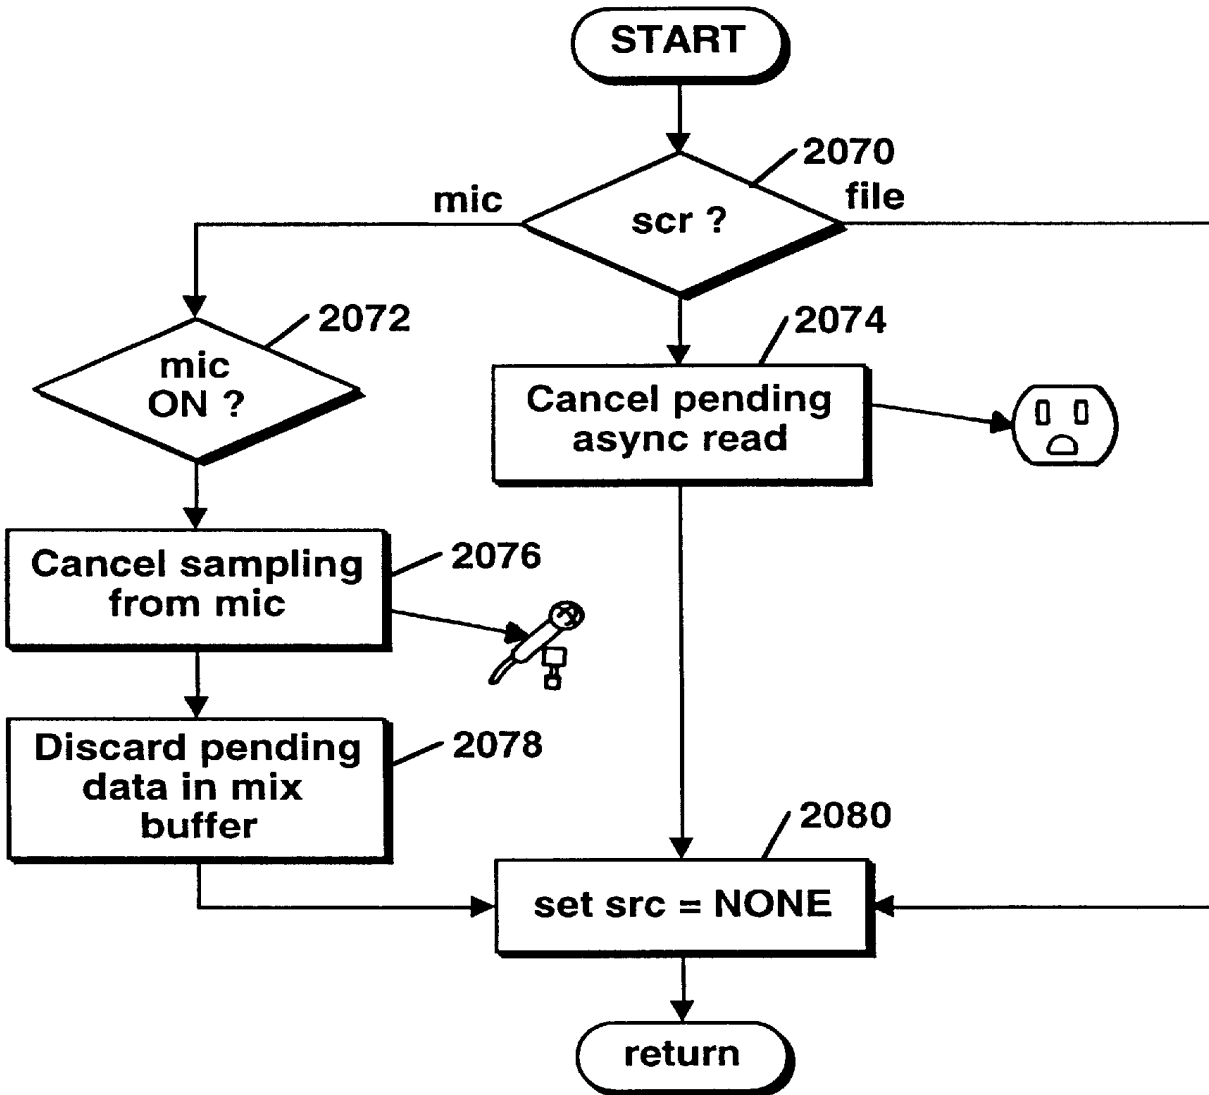 START
2070
mic
file
scr ?
2072
2074
mic
ON ?
Cancel pending
async read
2076
Cancel sampling
from mic
2078
Discard pending
data in mix
buffer
2080
set src = NONE
return